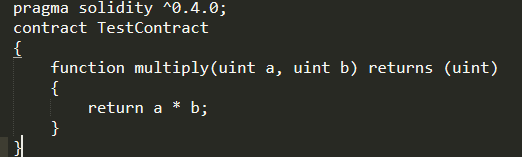 pragma solidity ^0.4.0;
contract TestContract
{
    function multiply(uint a, uint b) returns (uint)
    {
        return a * b;
    }
}